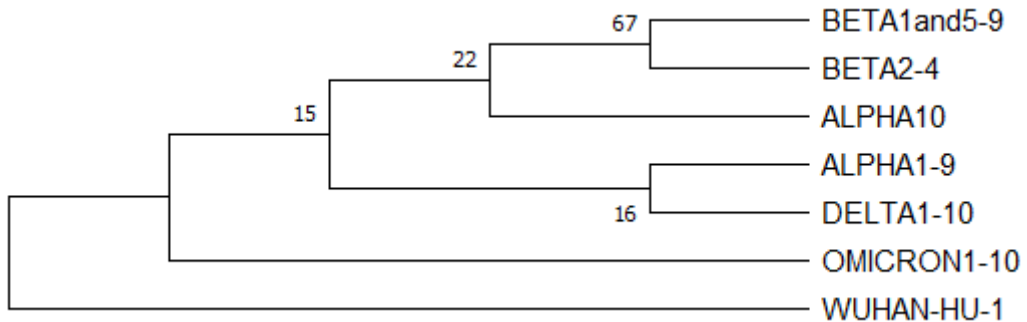 67
BETA1and5-9
22
BETA2-4
15
ALPHA10
ALPHA1-9
16
DELTA1-10
OMICRON1-10
WUHAN-HU-1